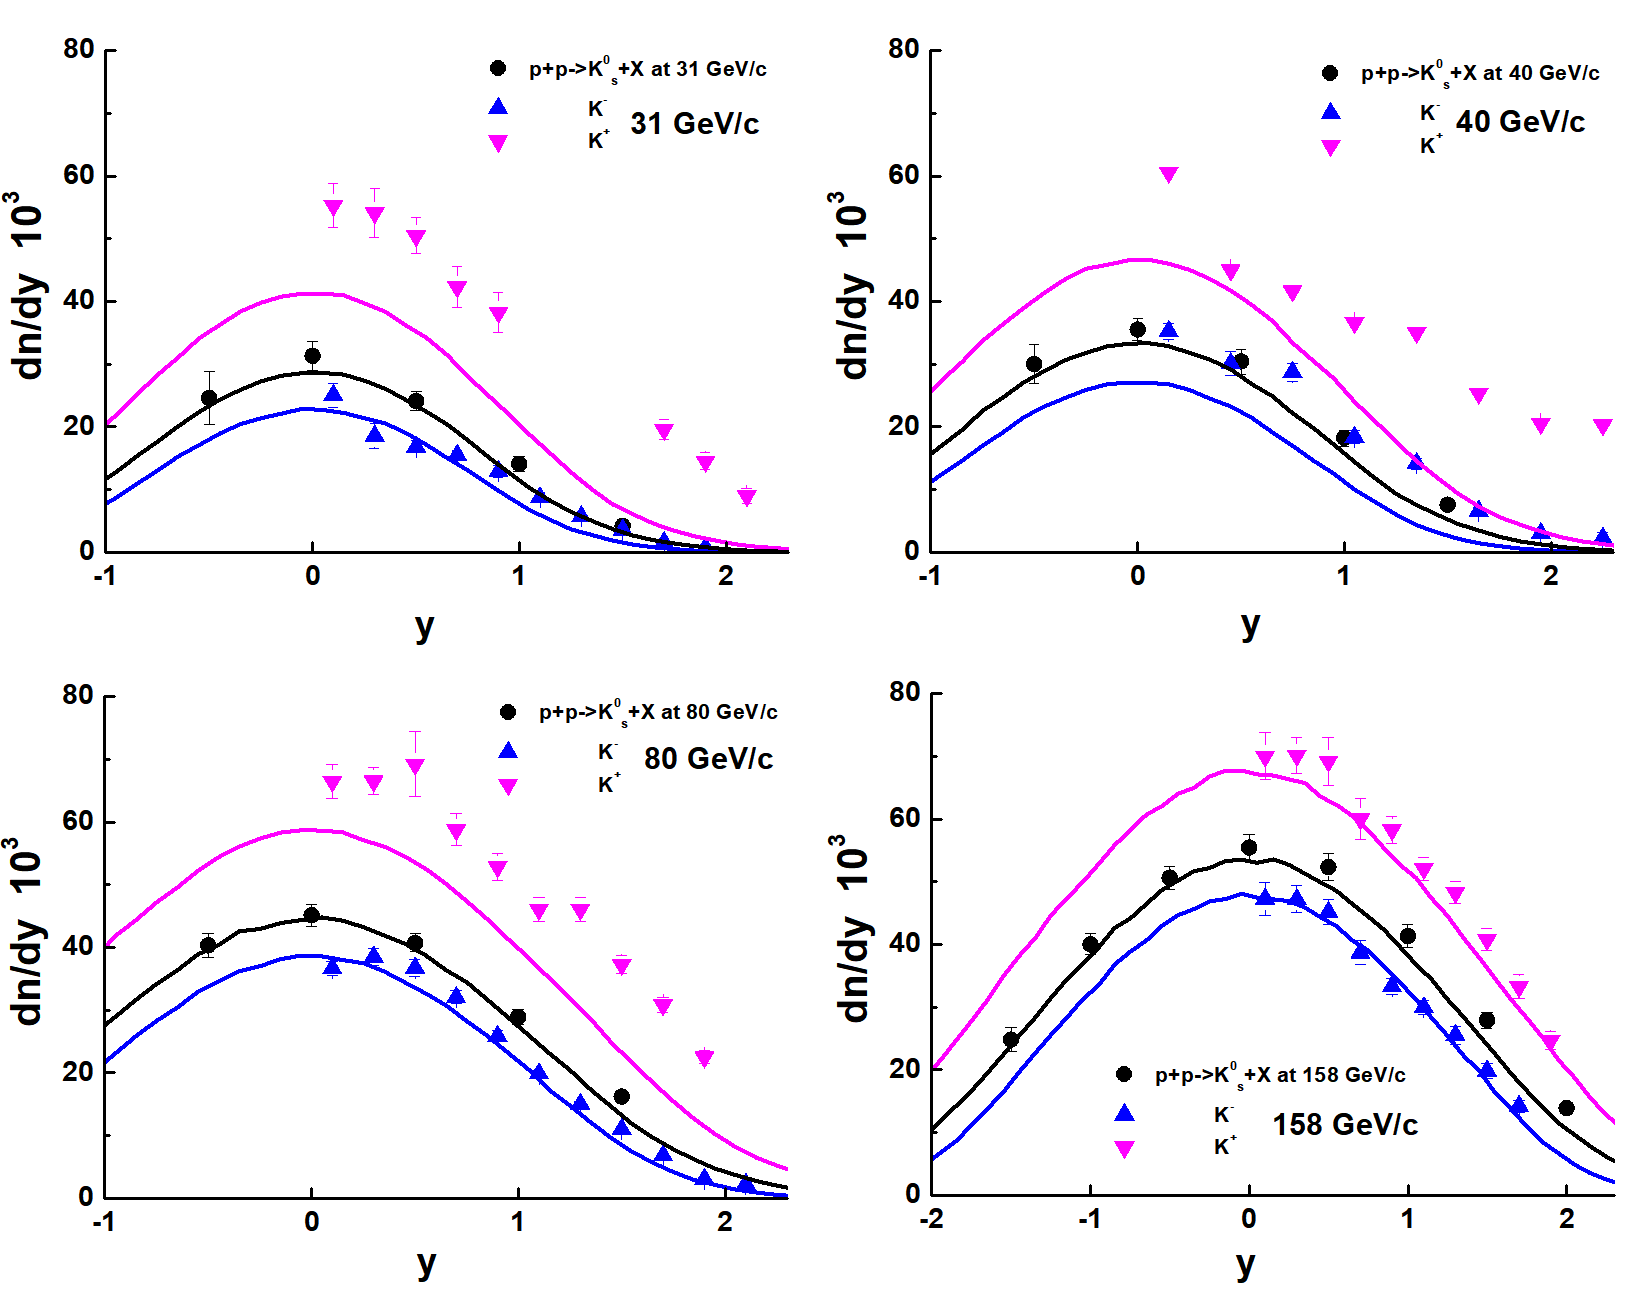 80
60
40
20
0
-1
0
1
2
dn/dy 10³
y
p+p->K⁰ₛ+X at 31 GeV/c
K⁻
K⁺
31 GeV/c
80
60
40
20
0
-1
0
1
2
dn/dy 10³
y
p+p->K⁰ₛ+X at 40 GeV/c
K⁻
K⁺
40 GeV/c
80
60
40
20
0
-1
0
1
2
dn/dy 10³
y
p+p->K⁰ₛ+X at 80 GeV/c
K⁻
K⁺
80 GeV/c
80
60
40
20
0
-2
-1
0
1
2
dn/dy 10³
y
p+p->K⁰ₛ+X at 158 GeV/c
K⁻
K⁺
158 GeV/c